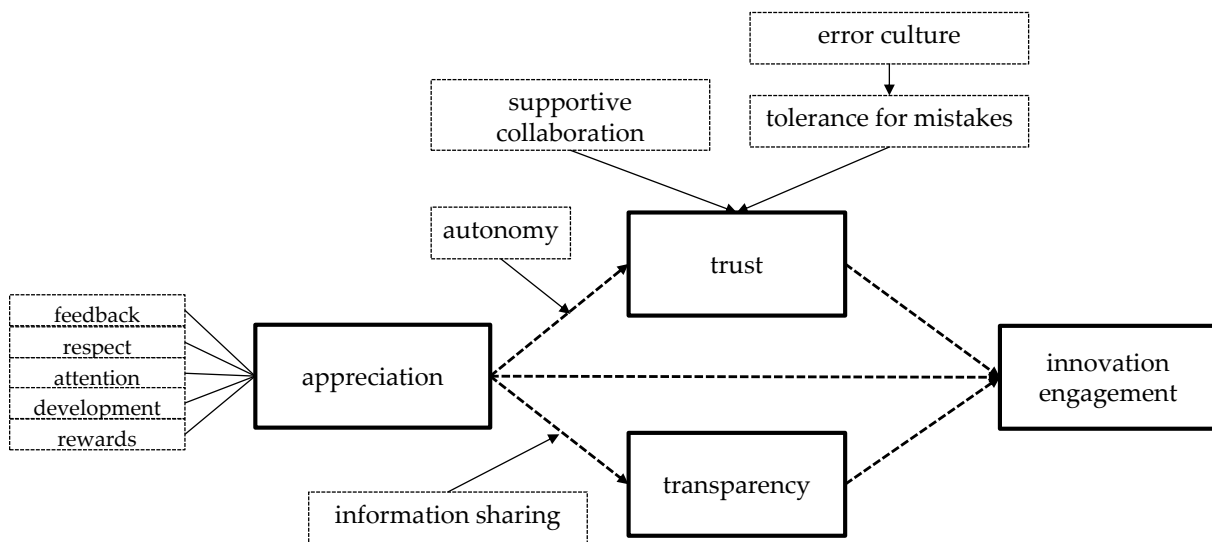 error culture
supportive
collaboration
tolerance for mistakes
autonomy
trust
feedback
respect
attention
development
rewards
appreciation
innovation
engagement
transparency
information sharing